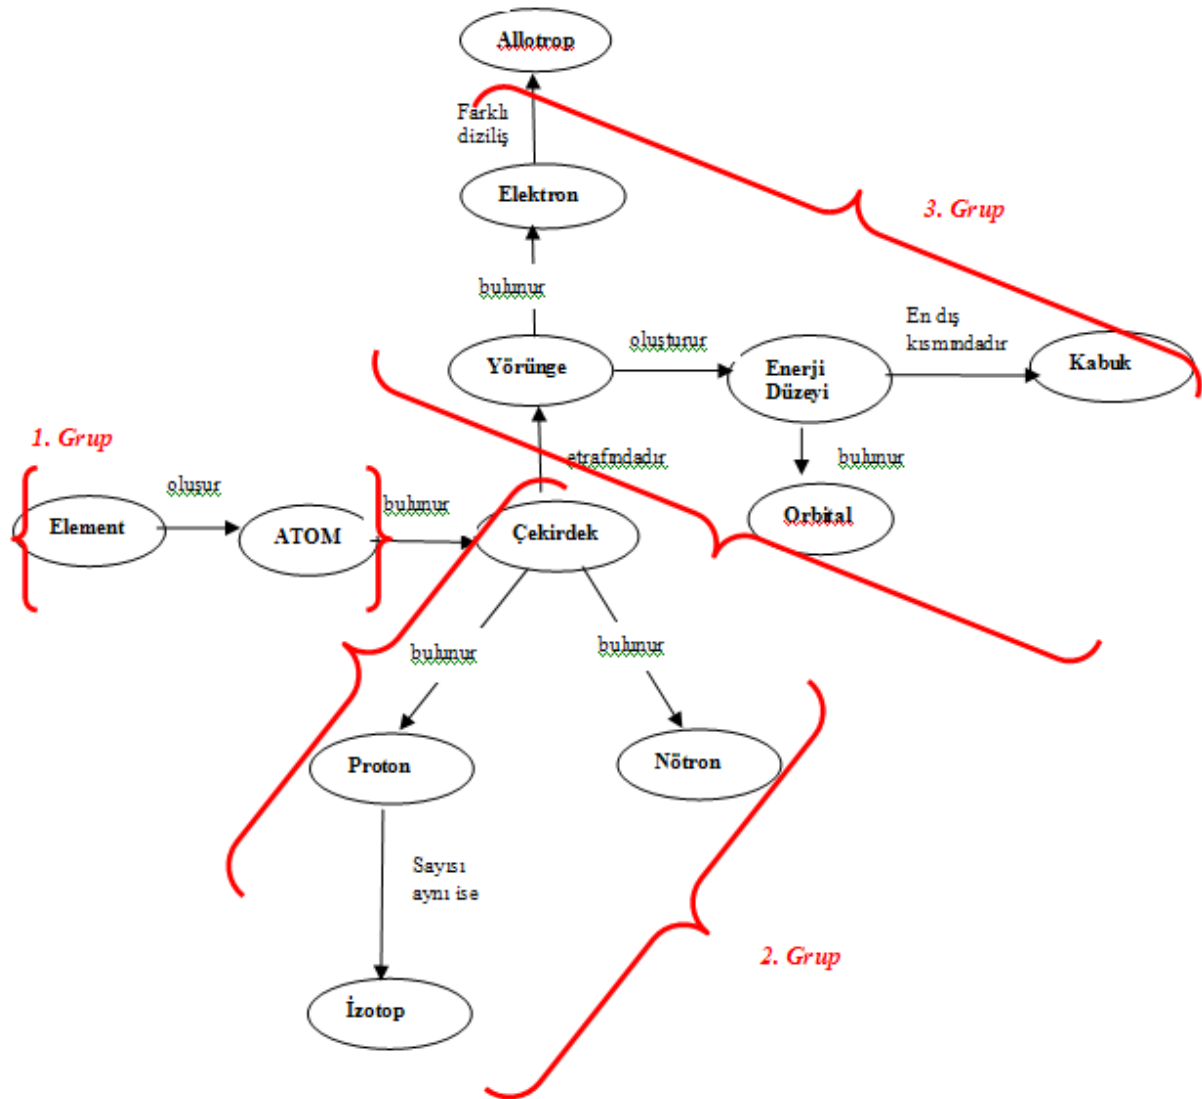 Allotrop
Farklı
diziliş
Elektron
3. Grup
bulunur
En dış
kısmındadır
oluşturur
Yörünge
Enerji
Düzeyi
Kabuk
1. Grup
etrafındadır
bulunur
oluşur
bulunur
Orbital
Element
ATOM
Çekirdek
bulunur
bulunur
Proton
Nötron
Sayısı
aynı ise
2. Grup
İzotop